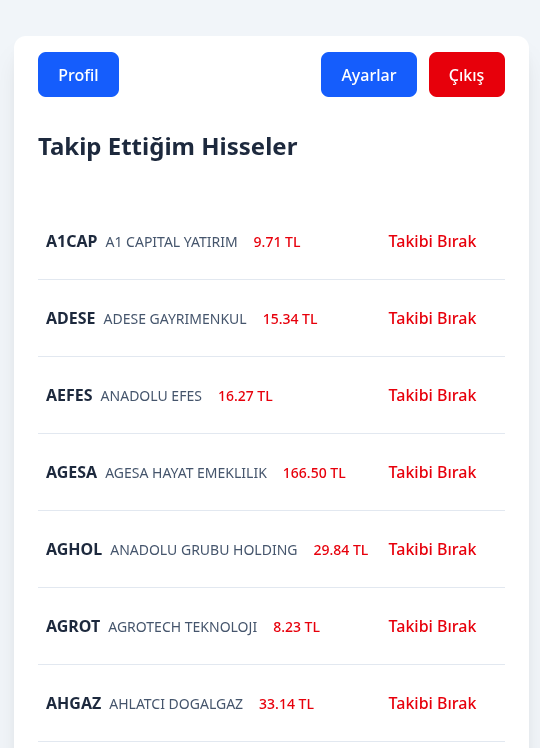 Profil Ayarlar Çıkış
Takip Ettiğim Hisseler
A1CAP A1 CAPITAL YATIRIM 9.71 TL Takibi Bırak
ADESE ADESE GAYRIMENKUL 15.34 TL Takibi Bırak
AEFES ANADOLU EFES 16.27 TL Takibi Bırak
AGESA AGESA HAYAT EMEKLILIK 166.50 TL Takibi Bırak
AGHOL ANADOLU GRUBU HOLDING 29.84 TL Takibi Bırak
AGROT AGROTECH TEKNOLOJI 8.23 TL Takibi Bırak
AHGAZ AHLATCI DOGALGAZ 33.14 TL Takibi Bırak